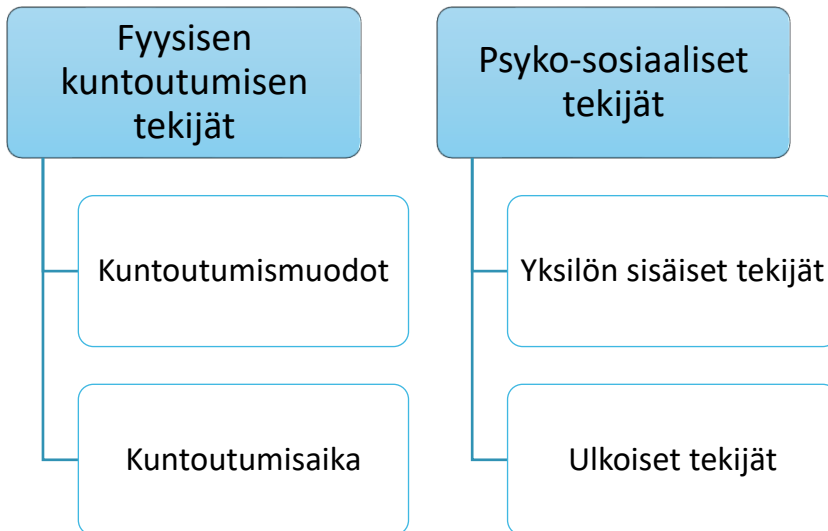 Fyysisen
kuntoutumisen
tekijät
Kuntoutumismuodot
Kuntoutumisaika
Psyko-sosiaaliset
tekijät
Yksilön sisäiset tekijät
Ulkoiset tekijät